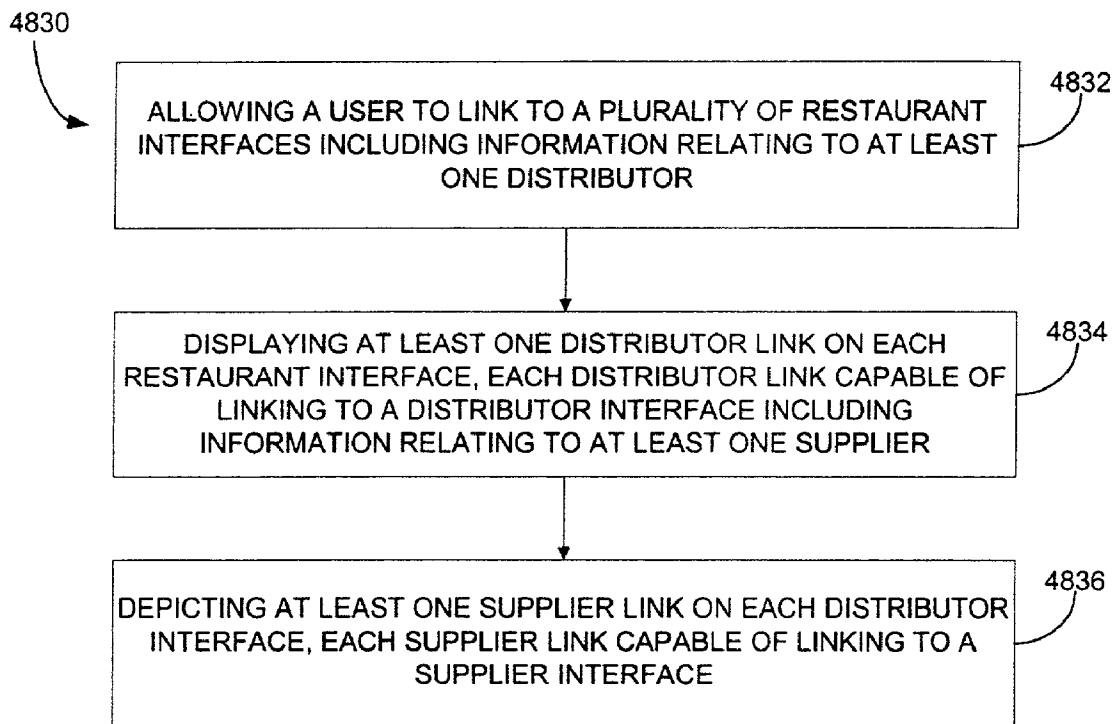 4830
4832
ALLOWING A USER TO LINK TO A PLURALITY OF RESTAURANT
INTERFACES INCLUDING INFORMATION RELATING TO AT LEAST
ONE DISTRIBUTOR
4834
DISPLAYING AT LEAST ONE DISTRIBUTOR LINK ON EACH
RESTAURANT INTERFACE, EACH DISTRIBUTOR LINK CAPABLE OF
LINKING TO A DISTRIBUTOR INTERFACE INCLUDING
INFORMATION RELATING TO AT LEAST ONE SUPPLIER
4836
DEPICTING AT LEAST ONE SUPPLIER LINK ON EACH DISTRIBUTOR
INTERFACE, EACH SUPPLIER LINK CAPABLE OF LINKING TO A
SUPPLIER INTERFACE